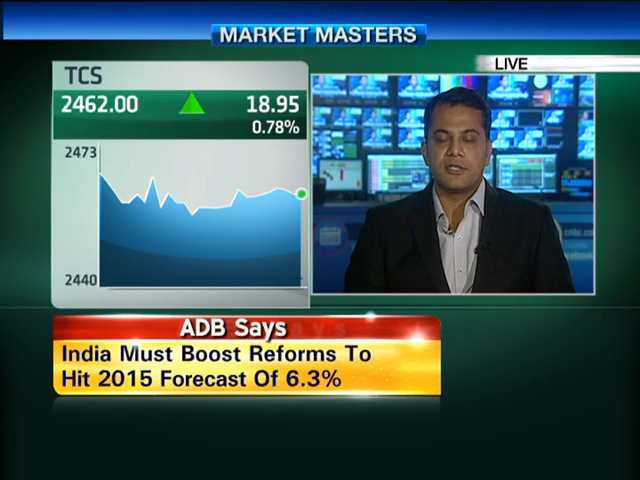 MARKET MASTERS
LIVE
TCS
2462.00 18.95
0.78%
2473
2440
ADB Says
India Must Boost Reforms To
Hit 2015 Forecast Of 6.3%